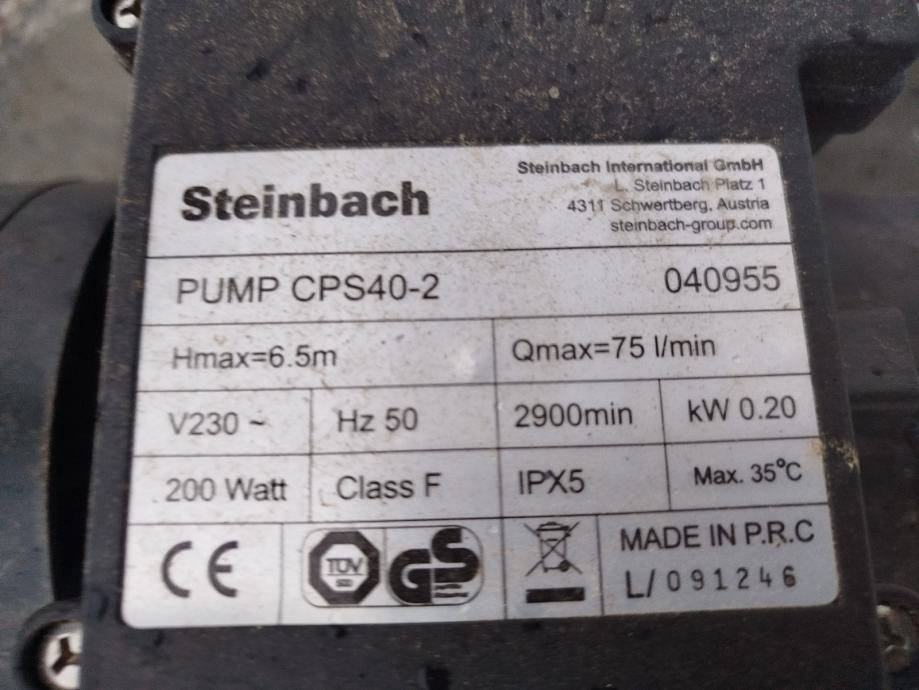 Steinbach
Steinbach International GmbH
L. Steinbach Platz 1
4311 Schwertberg, Austria
steinbach-group.com
PUMP CPS40-2 040955
Hmax=6.5m Qmax=75 l/min
V230 ~ Hz 50 2900min kW 0.20
200 Watt Class F IPX5 Max. 35°C
CE TÜV GS MADE IN P.R.C
L/ 091246